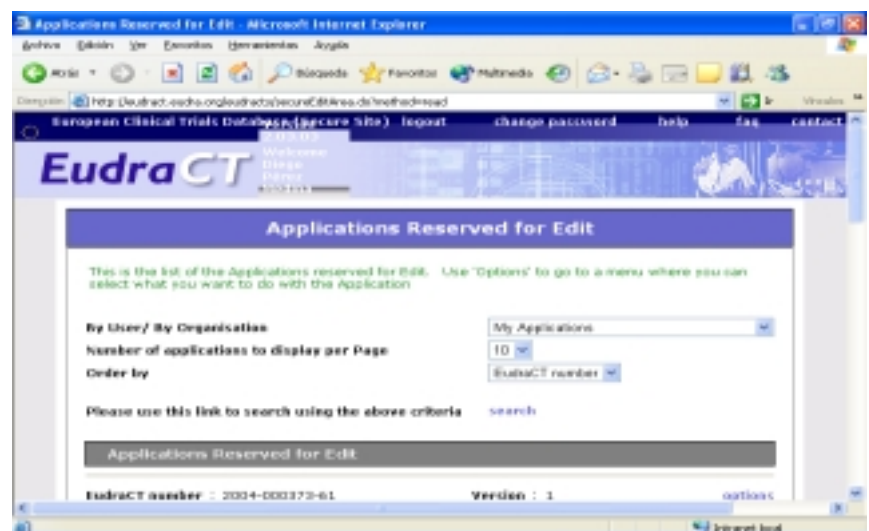 Applications Reserved for Edit - Microsoft Internet Explorer
Archivo Edición Ver Favoritos Herramientas Ayuda
Atrás Búsqueda Favoritos Multimedia
Dirección Ir Vínculos
European Clinical Trials Database (Secure Site) logout change password help faq contact
EudraCT
Welcome
Diego
Pérez
Applications Reserved for Edit
This is the list of the Applications reserved for Edit. Use 'Options' to go to a menu where you can
select what you want to do with the Application
By User/ By Organisation My Applications
Number of applications to display per Page 10
Order by EudraCT number
Please use this link to search using the above criteria search
Applications Reserved for Edit
EudraCT number : 2004-000373-61 Version : 1 options
Intranet local